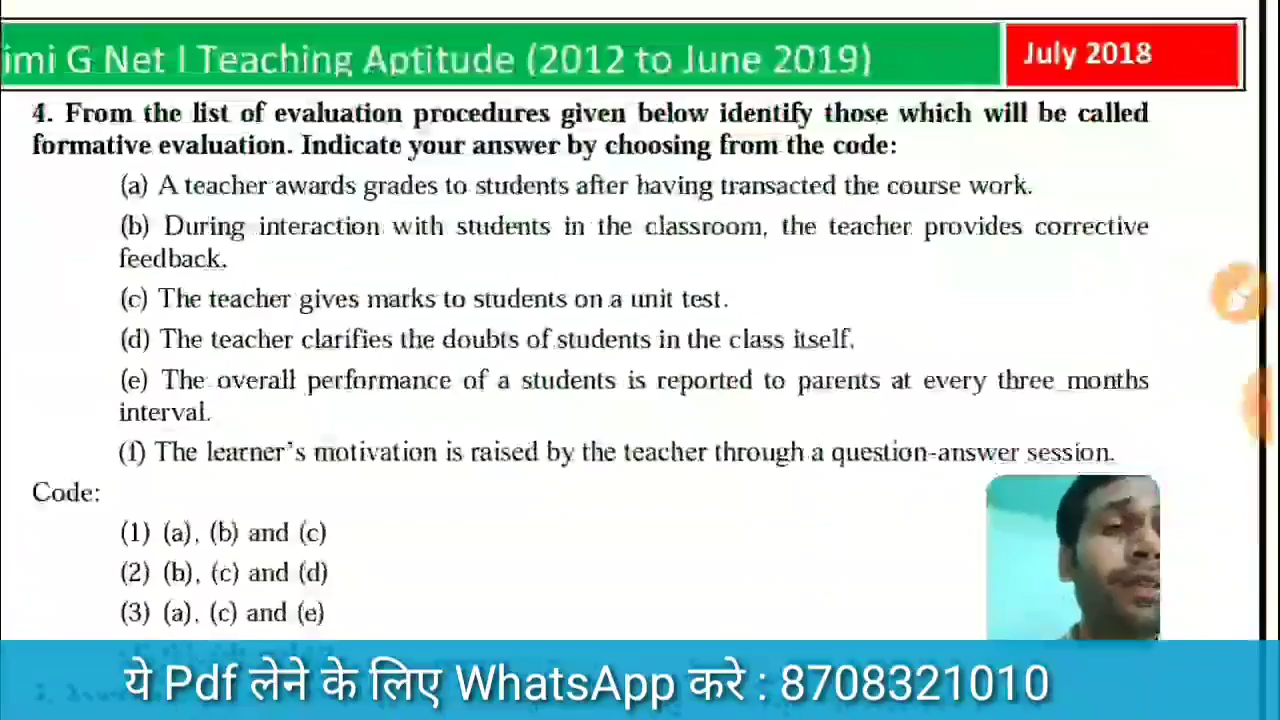 imi G Net I Teaching Aptitude (2012 to June 2019)
July 2018
4. From the list of evaluation procedures given below identify those which will be called
formative evaluation. Indicate your answer by choosing from the code:
(a) A teacher awards grades to students after having transacted the course work.
(b) During interaction with students in the classroom, the teacher provides corrective
feedback.
(c) The teacher gives marks to students on a unit test.
(d) The teacher clarifies the doubts of students in the class itself.
(e) The overall performance of a students is reported to parents at every three months
interval.
(f) The learner's motivation is raised by the teacher through a question-answer session.
Code:
(1) (a), (b) and (c)
(2) (b), (c) and (d)
(3) (a), (c) and (e)
ये Pdf लेने के लिए WhatsApp करे : 8708321010